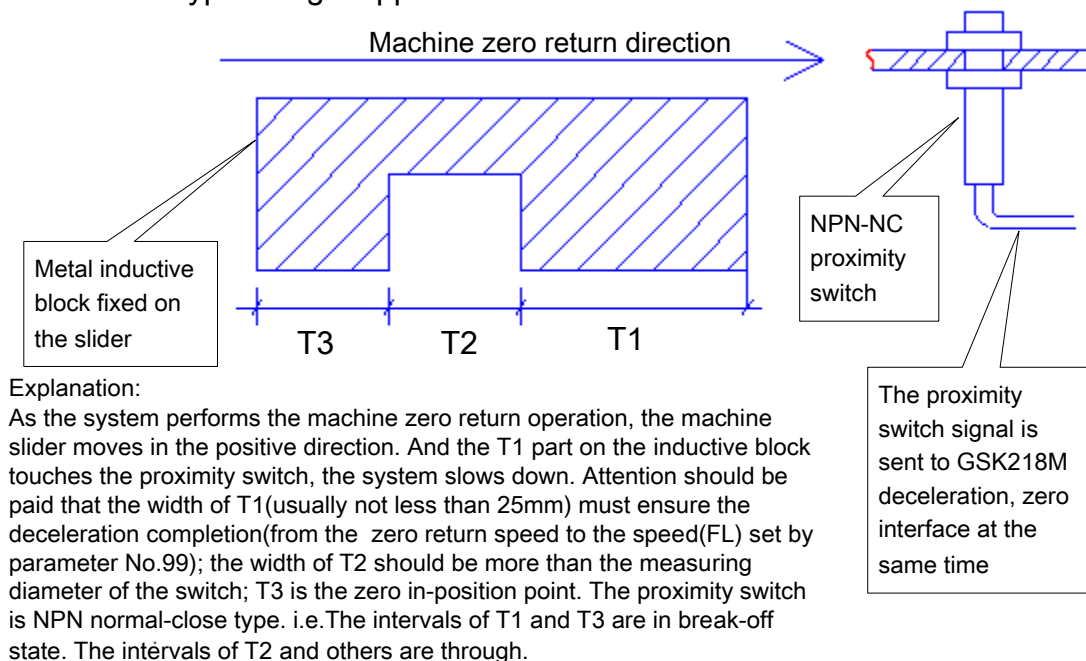 Machine zero return direction
NPN-NC
proximity
switch
Metal inductive
block fixed on
the slider
T3 T2 T1
The proximity
switch signal is
sent to GSK218M
deceleration, zero
interface at the
same time
Explanation:
As the system performs the machine zero return operation, the machine
slider moves in the positive direction. And the T1 part on the inductive block
touches the proximity switch, the system slows down. Attention should be
paid that the width of T1(usually not less than 25mm) must ensure the
deceleration completion(from the zero return speed to the speed(FL) set by
parameter No.99); the width of T2 should be more than the measuring
diameter of the switch; T3 is the zero in-position point. The proximity switch
is NPN normal-close type. i.e.The intervals of T1 and T3 are in break-off
state. The intervals of T2 and others are through.